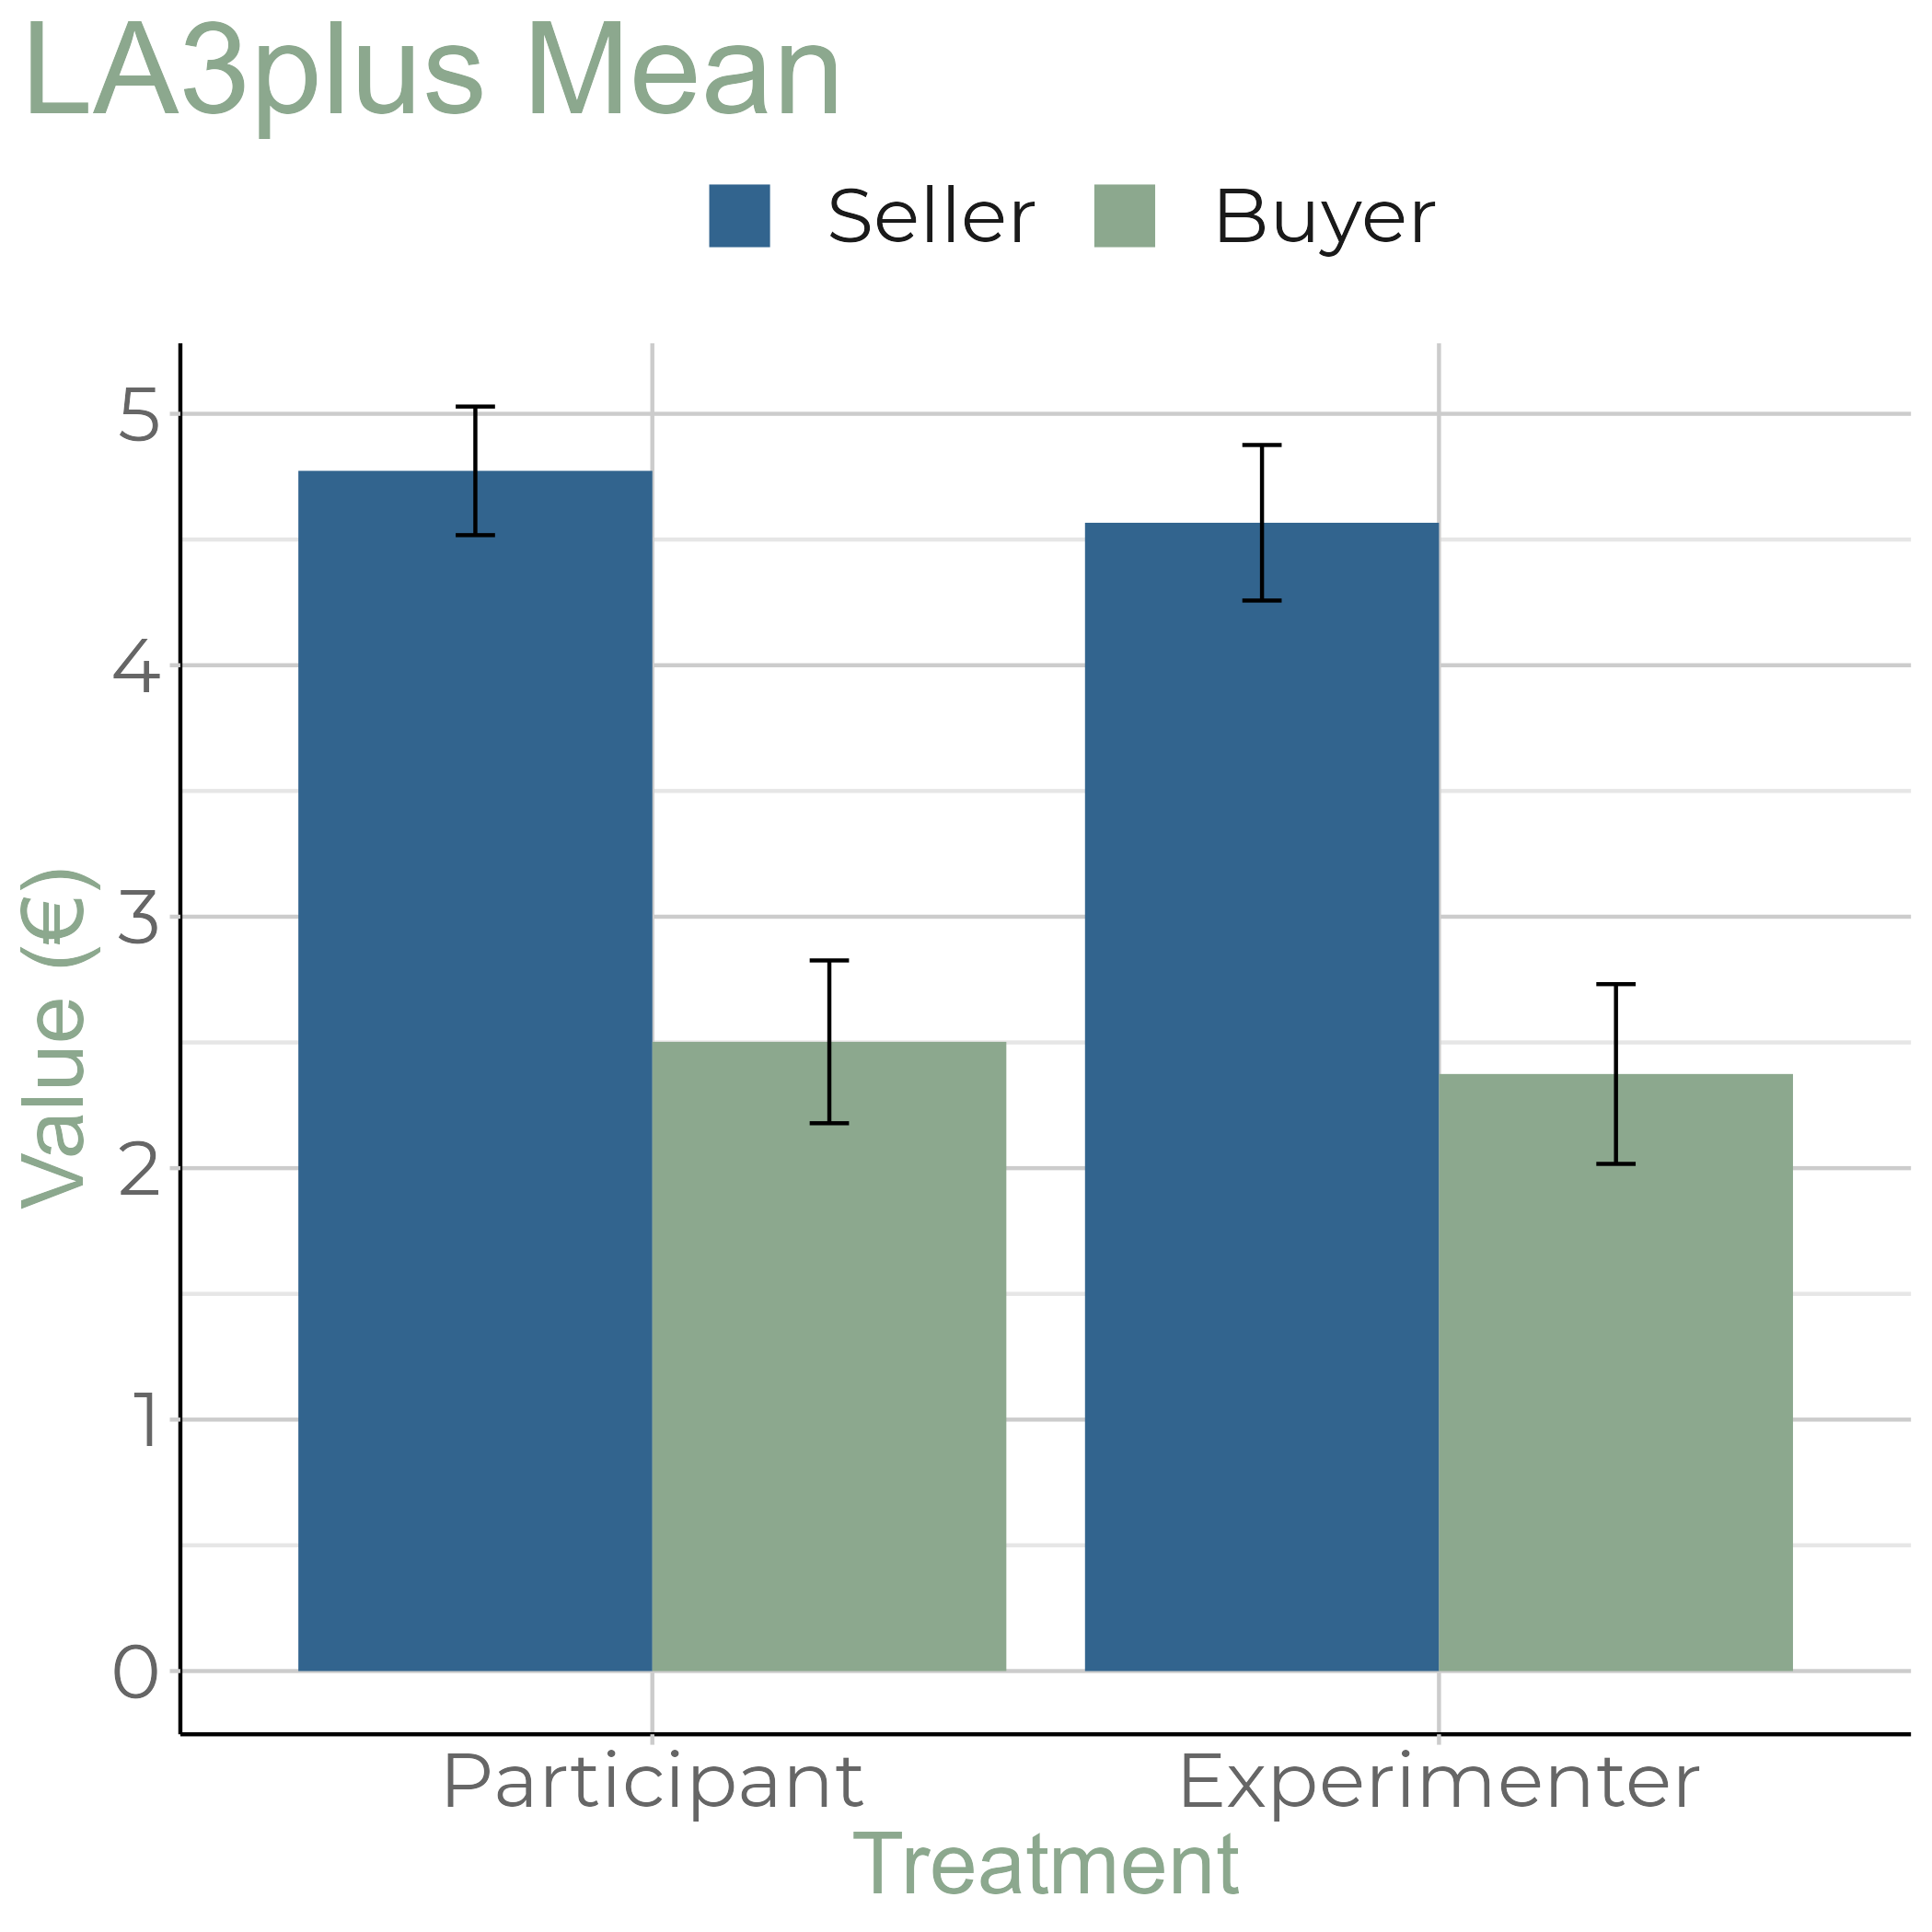 LA3plus Mean
Seller Buyer
Value (€)
5
4
3
2
1
0
Participant Experimenter
Treatment